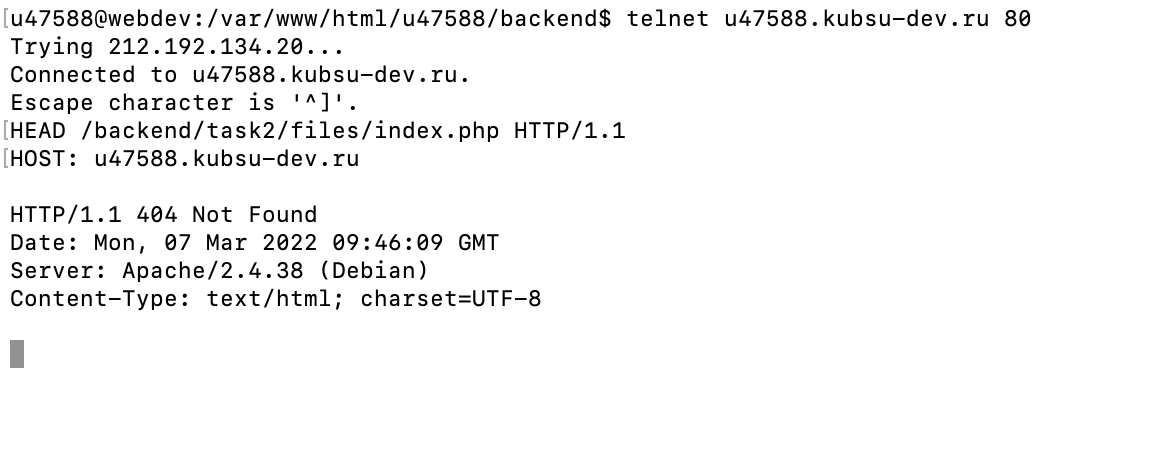 [u47588@webdev:/var/www/html/u47588/backend$ telnet u47588.kubsu-dev.ru 80
Trying 212.192.134.20...
Connected to u47588.kubsu-dev.ru.
Escape character is '^]'.
[HEAD /backend/task2/files/index.php HTTP/1.1
[HOST: u47588.kubsu-dev.ru
HTTP/1.1 404 Not Found
Date: Mon, 07 Mar 2022 09:46:09 GMT
Server: Apache/2.4.38 (Debian)
Content-Type: text/html; charset=UTF-8